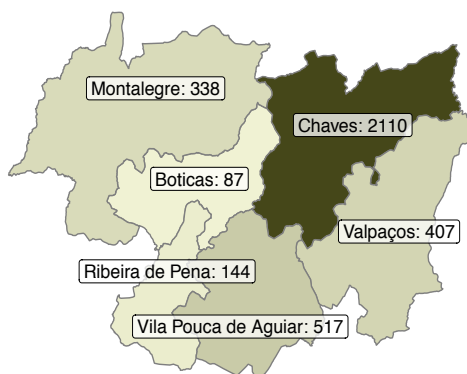 Montalegre: 338
Chaves: 2110
Boticas: 87
Valpaços: 407
Ribeira de Pena: 144
Vila Pouca de Aguiar: 517